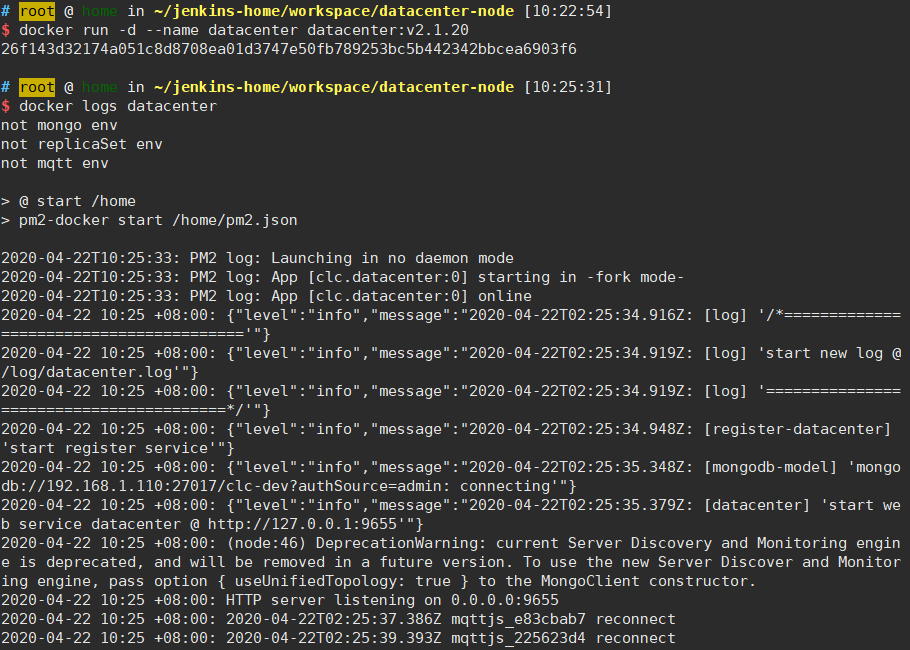 # root @ home in ~/jenkins-home/workspace/datacenter-node [10:22:54]
$ docker run -d --name datacenter datacenter:v2.1.20
26f143d32174a051c8d8708ea01d3747e50fb789253bc5b442342bbcea6903f6
# root @ home in ~/jenkins-home/workspace/datacenter-node [10:25:31]
$ docker logs datacenter
not mongo env
not replicaSet env
not mqtt env
> @ start /home
> pm2-docker start /home/pm2.json
2020-04-22T10:25:33: PM2 log: Launching in no daemon mode
2020-04-22T10:25:33: PM2 log: App [clc.datacenter:0] starting in -fork mode-
2020-04-22T10:25:33: PM2 log: App [clc.datacenter:0] online
2020-04-22 10:25 +08:00: {"level":"info","message":"2020-04-22T02:25:34.916Z: [log] '/*=============
==========================='"}
2020-04-22 10:25 +08:00: {"level":"info","message":"2020-04-22T02:25:34.919Z: [log] 'start new log @
/log/datacenter.log'"}
2020-04-22 10:25 +08:00: {"level":"info","message":"2020-04-22T02:25:34.919Z: [log] '===============
=========================*/'"}
2020-04-22 10:25 +08:00: {"level":"info","message":"2020-04-22T02:25:34.948Z: [register-datacenter]
'start register service'"}
2020-04-22 10:25 +08:00: {"level":"info","message":"2020-04-22T02:25:35.348Z: [mongodb-model] 'mongo
db://192.168.1.110:27017/clc-dev?authSource=admin: connecting'"}
2020-04-22 10:25 +08:00: {"level":"info","message":"2020-04-22T02:25:35.379Z: [datacenter] 'start we
b service datacenter @ http://127.0.0.1:9655'"}
2020-04-22 10:25 +08:00: (node:46) DeprecationWarning: current Server Discovery and Monitoring engin
e is deprecated, and will be removed in a future version. To use the new Server Discover and Monitor
ing engine, pass option { useUnifiedTopology: true } to the MongoClient constructor.
2020-04-22 10:25 +08:00: HTTP server listening on 0.0.0.0:9655
2020-04-22 10:25 +08:00: 2020-04-22T02:25:37.386Z mqttjs_e83cbab7 reconnect
2020-04-22 10:25 +08:00: 2020-04-22T02:25:39.393Z mqttjs_225623d4 reconnect